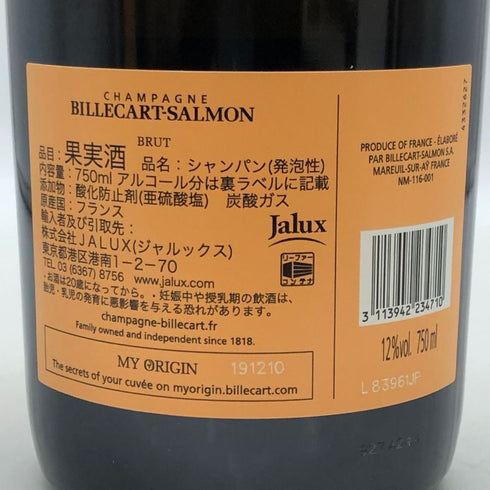 CHAMPAGNE
BILLECART-SALMON
BRUT
品目：果実酒 品名：シャンパン(発泡性)
内容量：750ml アルコール分は裏ラベルに記載
添加物：酸化防止剤(亜硫酸塩) 炭酸ガス
原産国：フランス
輸入者及び引取先：
株式会社JALUX(ジャルックス)
東京都港区港南1-2-70
TEL 03 (6367) 8756 www.jalux.com
・お酒は20歳になってから。・妊娠中や授乳期の飲酒は、
胎児・乳児の発育に悪影響を与える恐れがあります。
Jalux
リーファー
コンテナ
champagne-billecart.fr
Family owned and independent since 1818.
MY ORIGIN 191210
The secrets of your cuvée on myorigin.billecart.com
PRODUCE OF FRANCE - ÉLABORÉ
PAR BILLECART-SALMON S.A.
MAREUIL-SUR-AŸ FRANCE
NM-116-001
3 113942 234710
12%vol. 750 ml
L 83961JP